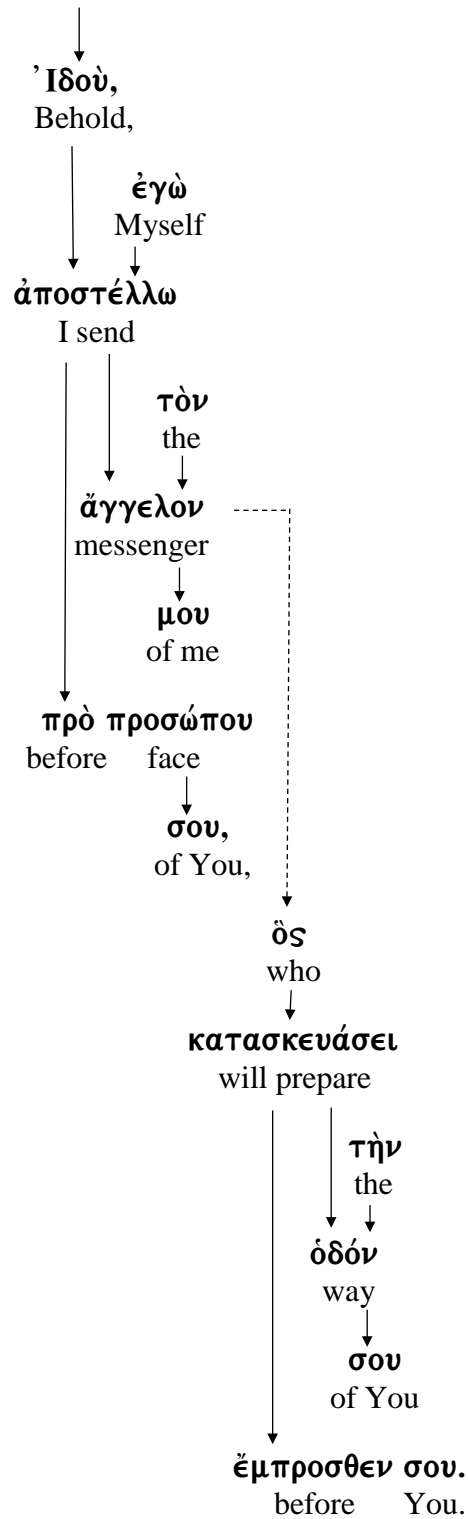 Ἰδοὺ,
Behold,
ἐγὼ
Myself
ἀποστέλλω
I send
τὸν
the
ἄγγελον
messenger
μου
of me
πρὸ προσώπου
before face
σου,
of You,
ὃς
who
κατασκευάσει
will prepare
τὴν
the
ὁδόν
way
σου
of You
ἔμπροσθεν σου.
before You.